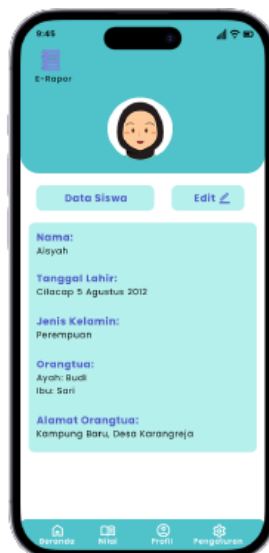 9:45
E-Rapor
Data Siswa
Edit
Nama:
Aisyah
Tanggal Lahir:
Cilacap 5 Agustus 2012
Jenis Kelamin:
Perempuan
Orangtua:
Ayah: Budi
Ibu: Sari
Alamat Orangtua:
Kampung Baru, Desa Karangreja
Beranda Nilai Profil Pengaturan